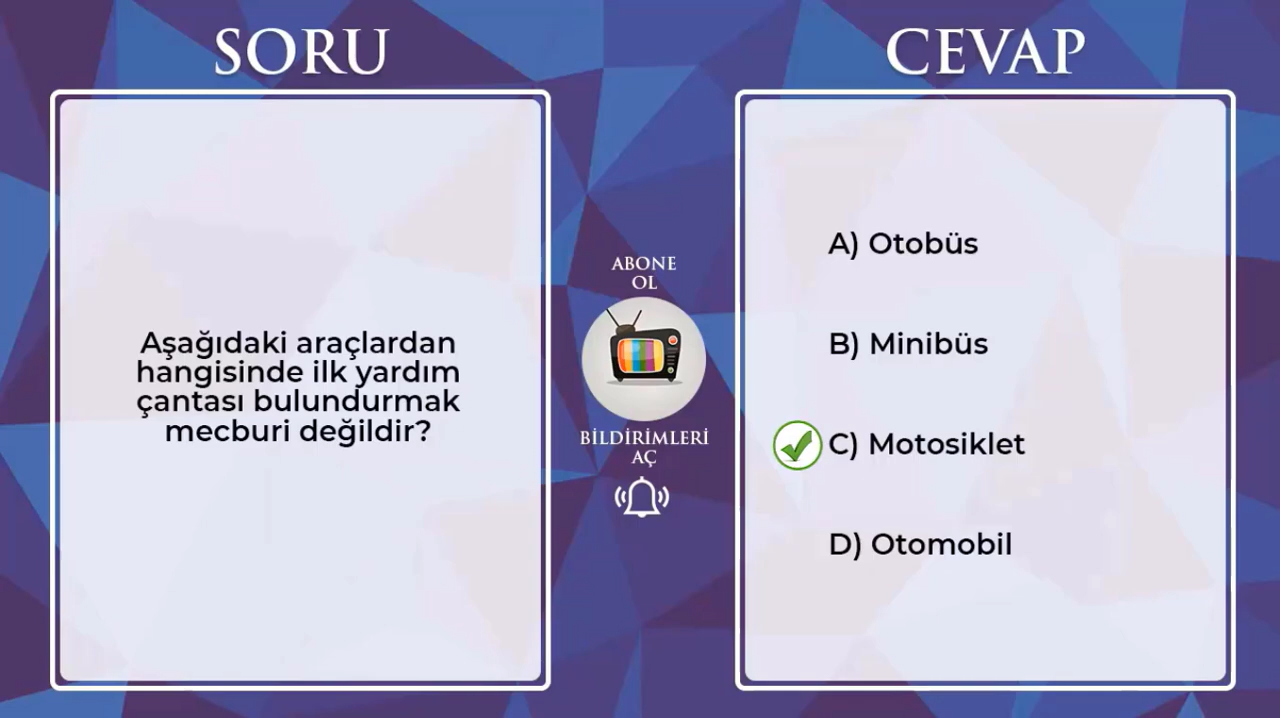 SORU
Aşağıdaki araçlardan
hangisinde ilk yardım
çantası bulundurmak
mecburi değildir?
ABONE
OL
BİLDİRİMLERİ
AÇ
CEVAP
A) Otobüs
B) Minibüs
C) Motosiklet
D) Otomobil